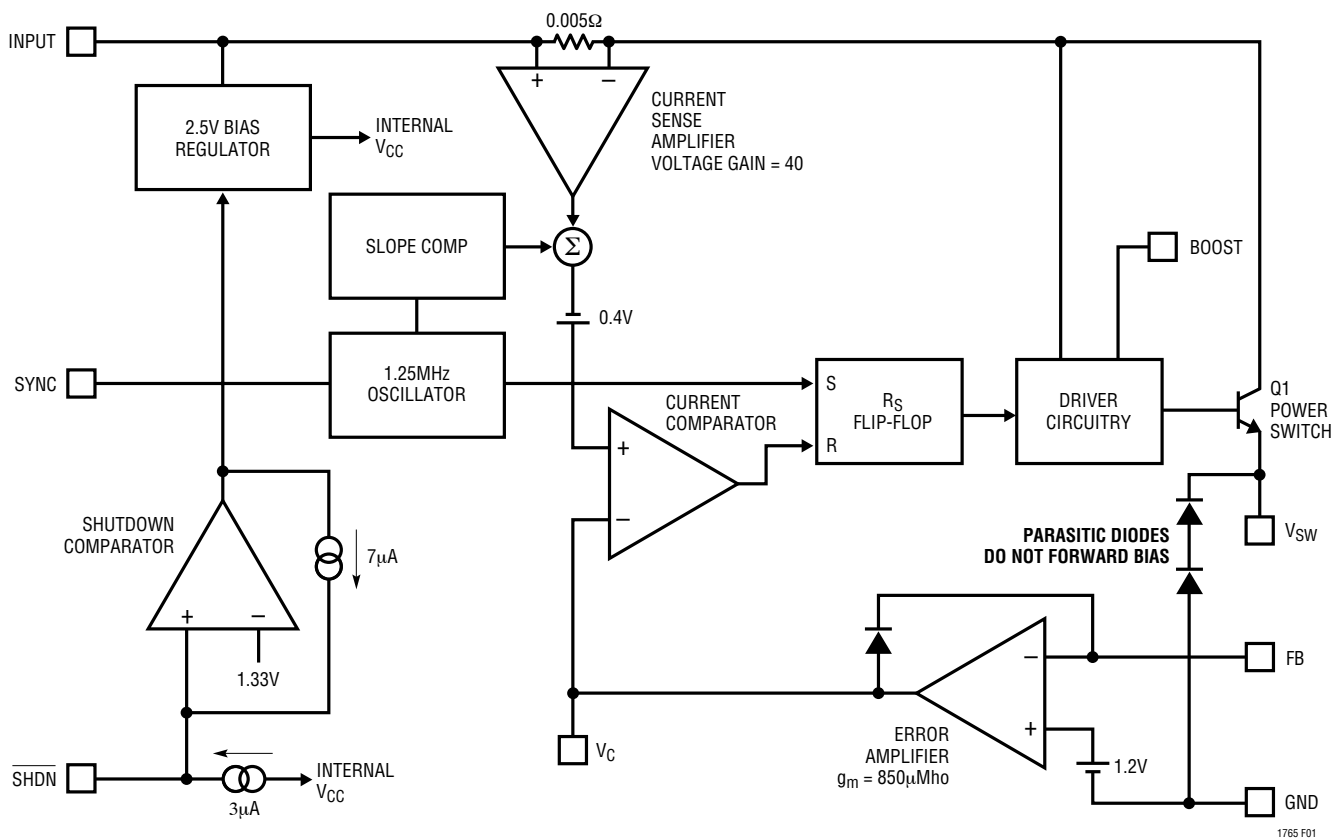 INPUT
0.005Ω
+
–
CURRENT
SENSE
AMPLIFIER
VOLTAGE GAIN = 40
2.5V BIAS
REGULATOR
INTERNAL
VCC
SLOPE COMP
Σ
BOOST
0.4V
SYNC
1.25MHz
OSCILLATOR
S
R
RS
FLIP-FLOP
DRIVER
CIRCUITRY
Q1
POWER
SWITCH
CURRENT
COMPARATOR
+
–
SHUTDOWN
COMPARATOR
7µA
+
–
1.33V
PARASITIC DIODES
DO NOT FORWARD BIAS
VSW
–
+
FB
ERROR
AMPLIFIER
gm = 850µMho
1.2V
VC
SHDN
3µA
INTERNAL
VCC
GND
1765 F01